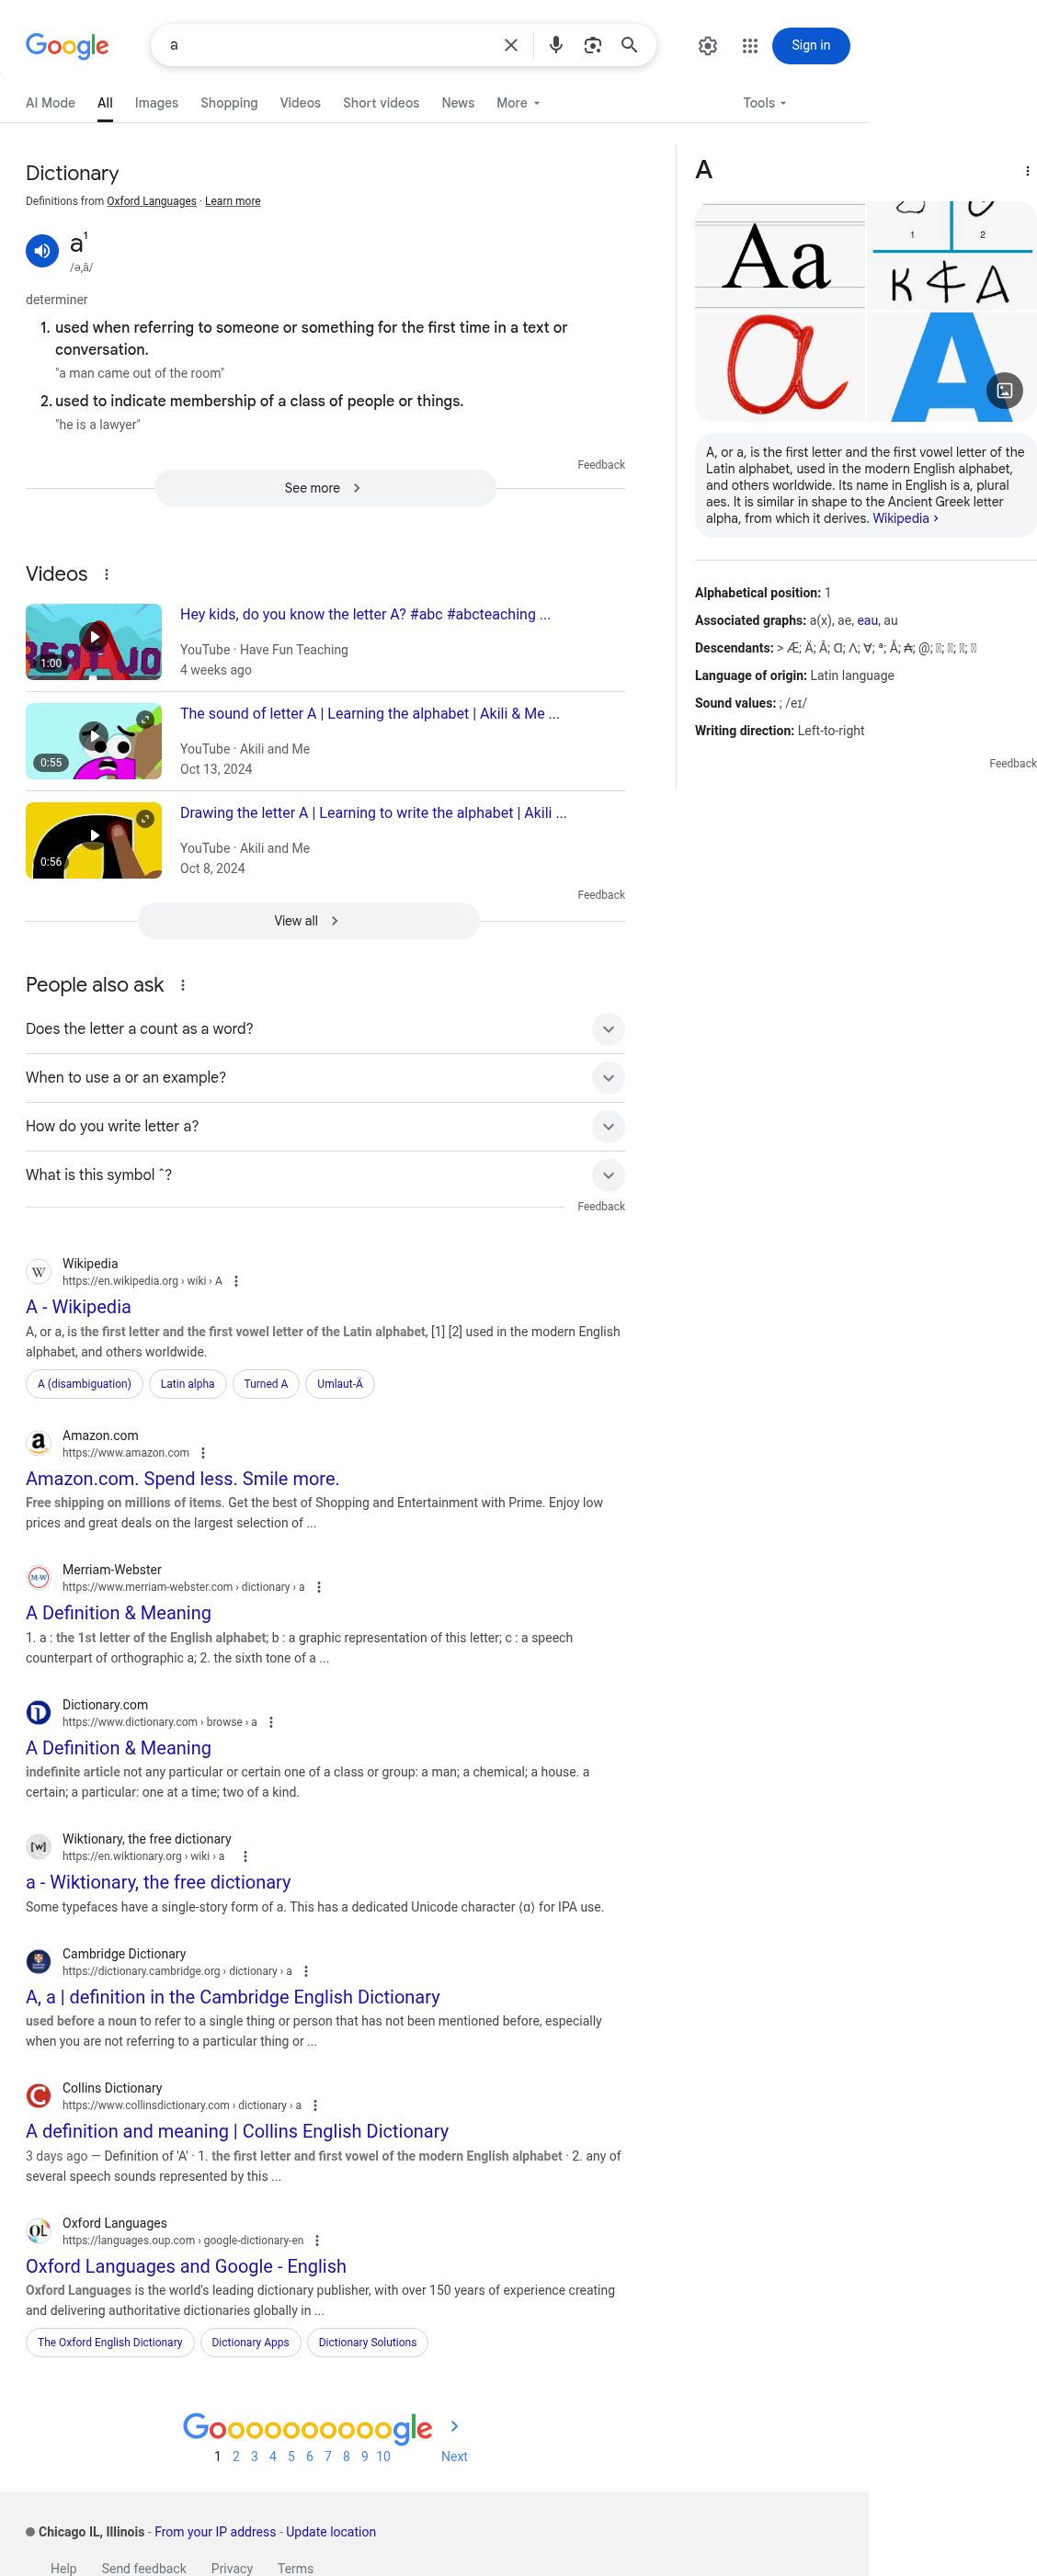 Google
a
Sign in
AI Mode
All
Images
Shopping
Videos
Short videos
News
More
Tools
Dictionary
Definitions from Oxford Languages · Learn more
a¹
/ə,ā/
determiner
1. used when referring to someone or something for the first time in a text or
conversation.
"a man came out of the room"
2. used to indicate membership of a class of people or things.
"he is a lawyer"
Feedback
See more
Videos
1:00
Hey kids, do you know the letter A? #abc #abcteaching ...
YouTube · Have Fun Teaching
4 weeks ago
0:55
The sound of letter A | Learning the alphabet | Akili & Me ...
YouTube · Akili and Me
Oct 13, 2024
0:56
Drawing the letter A | Learning to write the alphabet | Akili ...
YouTube · Akili and Me
Oct 8, 2024
Feedback
View all
People also ask
Does the letter a count as a word?
When to use a or an example?
How do you write letter a?
What is this symbol ˆ?
Feedback
Wikipedia
https://en.wikipedia.org › wiki › A
A - Wikipedia
A, or a, is the first letter and the first vowel letter of the Latin alphabet, [1] [2] used in the modern English
alphabet, and others worldwide.
A (disambiguation)
Latin alpha
Turned A
Umlaut-Ä
Amazon.com
https://www.amazon.com
Amazon.com. Spend less. Smile more.
Free shipping on millions of items. Get the best of Shopping and Entertainment with Prime. Enjoy low
prices and great deals on the largest selection of ...
M-W
Merriam-Webster
https://www.merriam-webster.com › dictionary › a
A Definition & Meaning
1. a : the 1st letter of the English alphabet; b : a graphic representation of this letter; c : a speech
counterpart of orthographic a; 2. the sixth tone of a ...
Dictionary.com
https://www.dictionary.com › browse › a
A Definition & Meaning
indefinite article not any particular or certain one of a class or group: a man; a chemical; a house. a
certain; a particular: one at a time; two of a kind.
[w]
Wiktionary, the free dictionary
https://en.wiktionary.org › wiki › a
a - Wiktionary, the free dictionary
Some typefaces have a single-story form of a. This has a dedicated Unicode character ⟨ɑ⟩ for IPA use.
Cambridge Dictionary
https://dictionary.cambridge.org › dictionary › a
A, a | definition in the Cambridge English Dictionary
used before a noun to refer to a single thing or person that has not been mentioned before, especially
when you are not referring to a particular thing or ...
Collins Dictionary
https://www.collinsdictionary.com › dictionary › a
A definition and meaning | Collins English Dictionary
3 days ago — Definition of 'A' · 1. the first letter and first vowel of the modern English alphabet · 2. any of
several speech sounds represented by this ...
OL
Oxford Languages
https://languages.oup.com › google-dictionary-en
Oxford Languages and Google - English
Oxford Languages is the world's leading dictionary publisher, with over 150 years of experience creating
and delivering authoritative dictionaries globally in ...
The Oxford English Dictionary
Dictionary Apps
Dictionary Solutions
Goooooooooogle
1 2 3 4 5 6 7 8 9 10 Next
Chicago IL, Illinois - From your IP address - Update location
Help
Send feedback
Privacy
Terms
A
Aa
1 2
a
A
A, or a, is the first letter and the first vowel letter of the
Latin alphabet, used in the modern English alphabet,
and others worldwide. Its name in English is a, plural
aes. It is similar in shape to the Ancient Greek letter
alpha, from which it derives. Wikipedia ›
Alphabetical position: 1
Associated graphs: a(x), ae, eau, au
Descendants: > Æ; Ä; Â; Ɑ; Λ; Ɐ; ª; Å; ₳; @;
Language of origin: Latin language
Sound values: ; /eɪ/
Writing direction: Left-to-right
Feedback